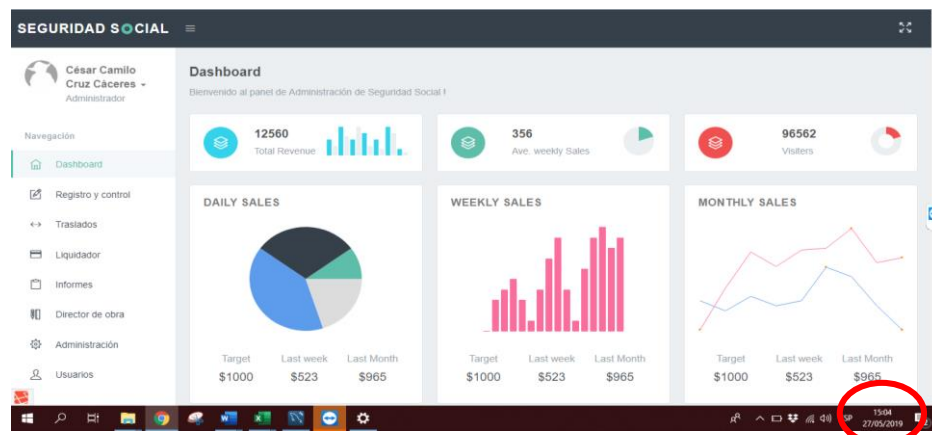 SEGURIDAD SOCIAL
César Camilo
Cruz Cáceres
Administrador
Navegación
Dashboard
Registro y control
Traslados
Liquidador
Informes
Director de obra
Administración
Usuarios
Dashboard
Bienvenido al panel de Administración de Seguridad Social !
12560
Total Revenue
356
Ave. weekly Sales
96562
Visiters
DAILY SALES
Target Last week Last Month
$1000 $523 $965
WEEKLY SALES
Target Last week Last Month
$1000 $523 $965
MONTHLY SALES
Target Last week Last Month
$1000 $523 $965
SP
15:04
27/05/2019